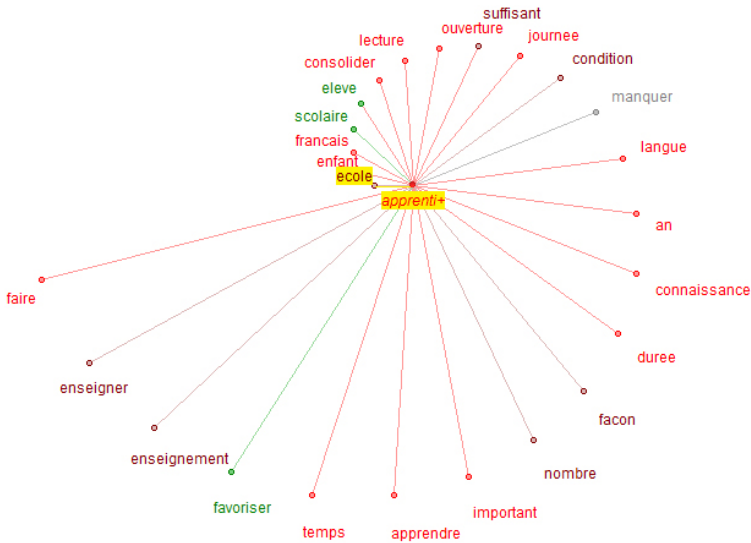 suffisant
ouverture
lecture
journee
consolider
condition
eleve
manquer
scolaire
francais
langue
enfant
ecole
apprenti+
an
connaissance
faire
duree
enseigner
facon
enseignement
nombre
favoriser
important
temps
apprendre